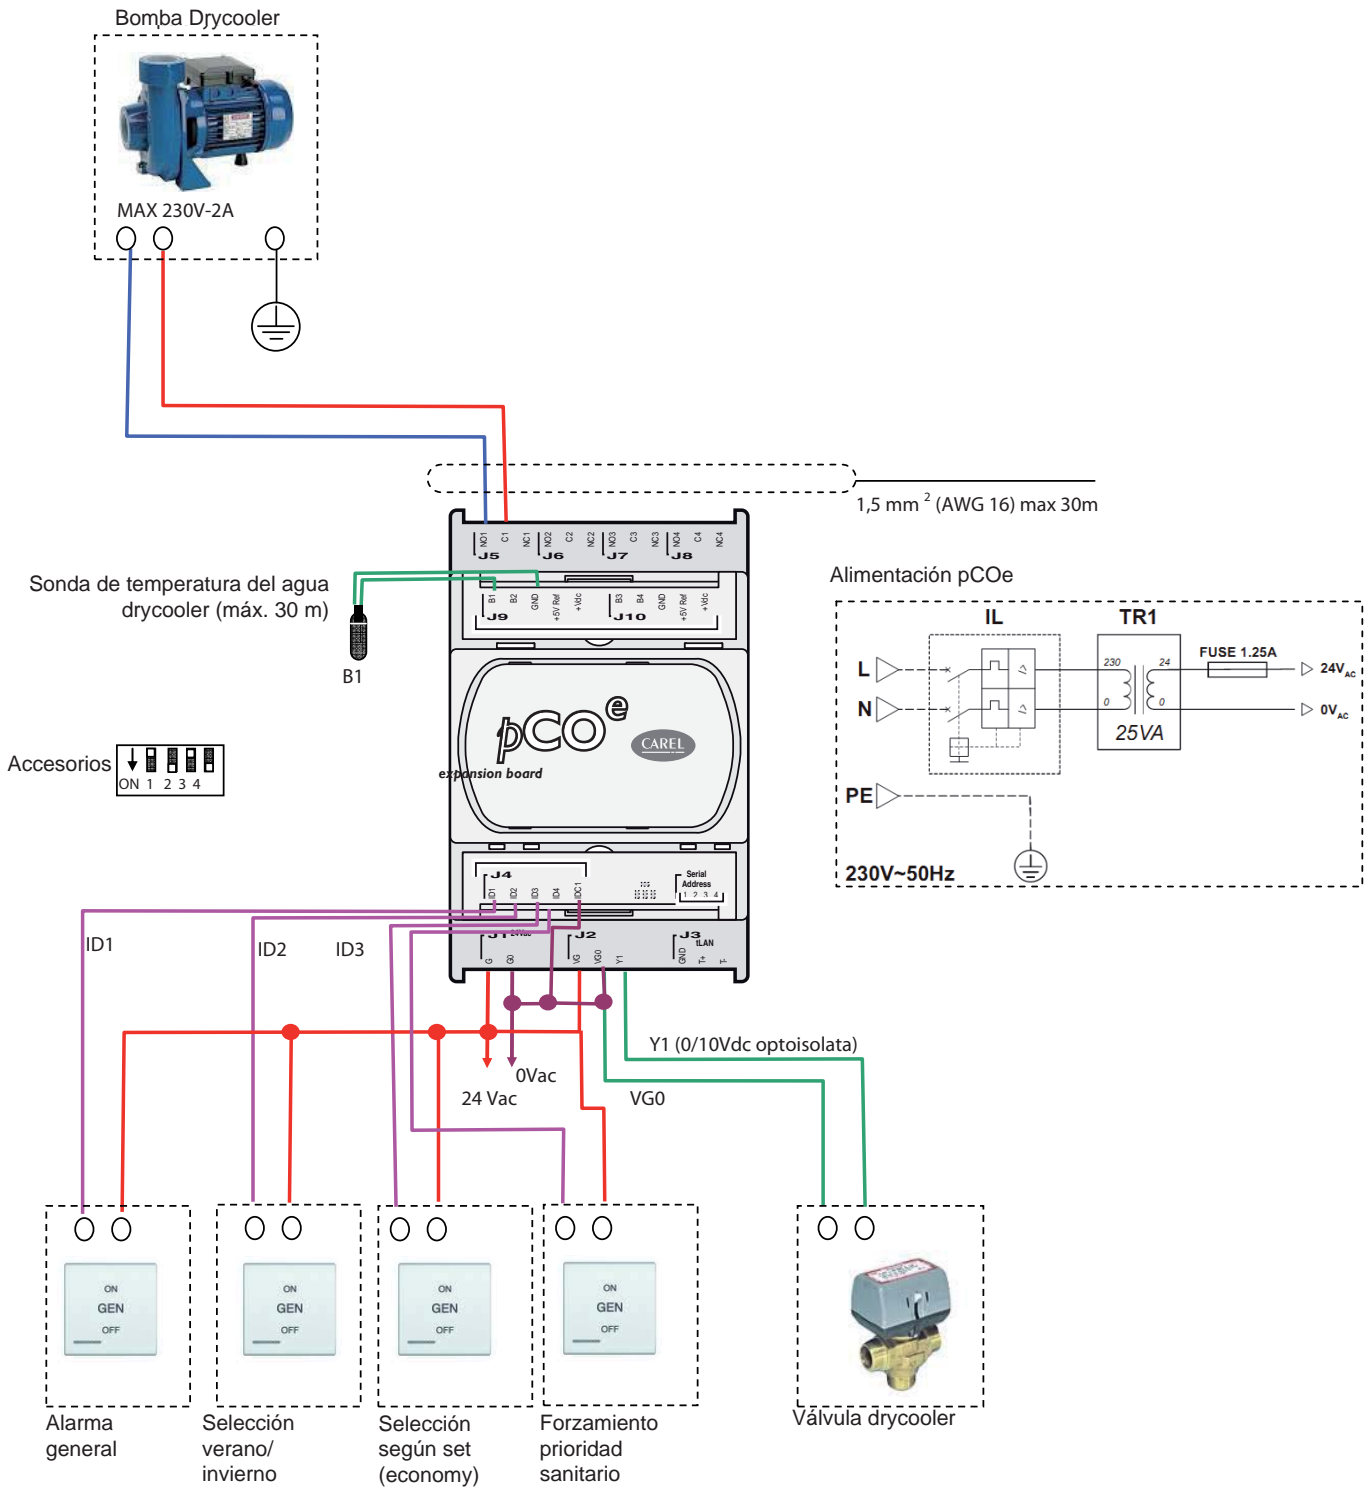 Bomba Drycooler
MAX 230V-2A
1,5 mm 2 (AWG 16) max 30m
NO1 C1 NC1 NO2 C2 NC2 NO3 C3 NC3 NO4 C4 NC4
J5 J6 J7 J8
Sonda de temperatura del agua
drycooler (máx. 30 m)
B1
B1 B2 GND +5V Ref +Vdc B3 B4 GND +5V Ref +Vdc
J9 J10
Alimentación pCOe
IL TR1
L
N
230 24
0 0
25VA
FUSE 1.25A
24VAC
0VAC
PE
230V~50Hz
pCOe
CAREL
expansion board
Accesorios
ON 1 2 3 4
J4
ID1 ID2 ID3 ID4 IDC1
Serial
Address
1 2 3 4
J1 24Vac J2 J3 tLAN
G G0 VG VG0 Y1 GND T+ T-
ID1
ID2
ID3
Y1 (0/10Vdc optoisolata)
0Vac
24 Vac
VG0
ON
GEN
OFF
ON
GEN
OFF
ON
GEN
OFF
ON
GEN
OFF
Alarma
general
Selección
verano/
invierno
Selección
según set
(economy)
Forzamiento
prioridad
sanitario
Válvula drycooler